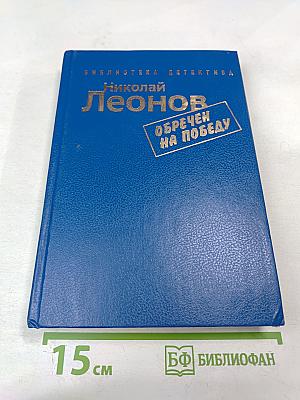 БИБЛИОТЕКА ДЕТЕКТИВА
Николай
Леонов
ОБРЕЧЕН
НА ПОБЕДУ
15 см
БФ БИБЛИОФАН